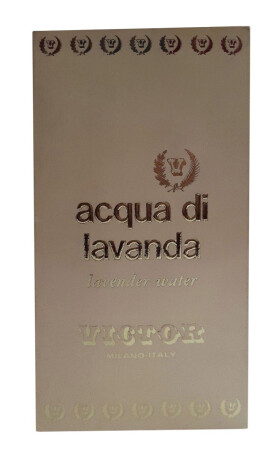 V V V V V V V
V
acqua di
lavanda
lavender water
VICTOR
MILANO-ITALY
V V V V V V V